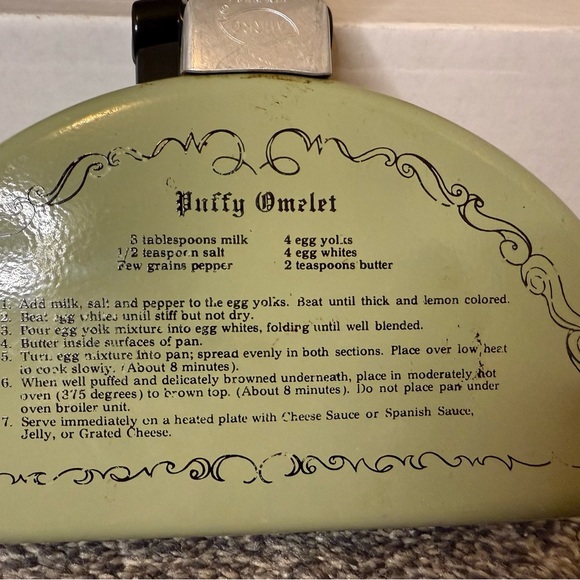 Puffy Omelet
3 tablespoons milk 4 egg yolks
1/2 teaspoon salt 4 egg whites
Few grains pepper 2 teaspoons butter
1. Add milk, salt and pepper to the egg yolks. Beat until thick and lemon colored.
2. Beat egg whites until stiff but not dry.
3. Pour egg yolk mixture into egg whites, folding until well blended.
4. Butter inside surfaces of pan.
5. Turn egg mixture into pan; spread evenly in both sections. Place over low heat
to cook slowly. (About 8 minutes).
6. When well puffed and delicately browned underneath, place in moderately hot
oven (375 degrees) to brown top. (About 8 minutes). Do not place pan under
oven broiler unit.
7. Serve immediately on a heated plate with Cheese Sauce or Spanish Sauce,
Jelly, or Grated Cheese.